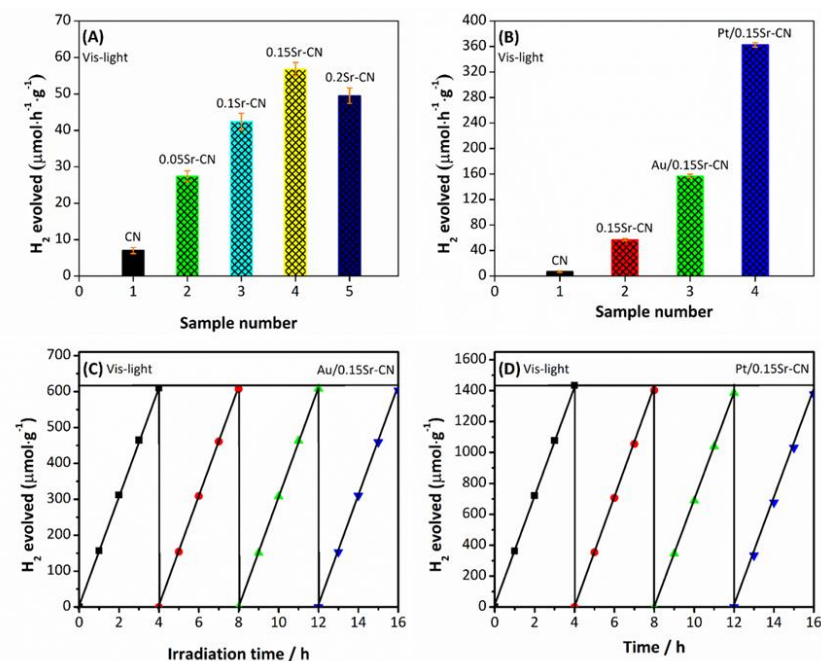 (A)
Vis-light
CN
0.05Sr-CN
0.1Sr-CN
0.15Sr-CN
0.2Sr-CN
H2 evolved (μmol·h⁻¹·g⁻¹)
70
60
50
40
30
20
10
0
0 1 2 3 4 5
Sample number
(B)
Vis-light
CN
0.15Sr-CN
Au/0.15Sr-CN
Pt/0.15Sr-CN
H2 evolved (μmol·h⁻¹·g⁻¹)
400
360
320
280
240
200
160
120
80
40
0
0 1 2 3 4
Sample number
(C) Vis-light Au/0.15Sr-CN
H2 evolved (μmol·g⁻¹)
700
600
500
400
300
200
100
0
0 2 4 6 8 10 12 14 16
Irradiation time / h
(D) Vis-light Pt/0.15Sr-CN
H2 evolved (μmol·g⁻¹)
1600
1400
1200
1000
800
600
400
200
0
0 2 4 6 8 10 12 14 16
Time / h